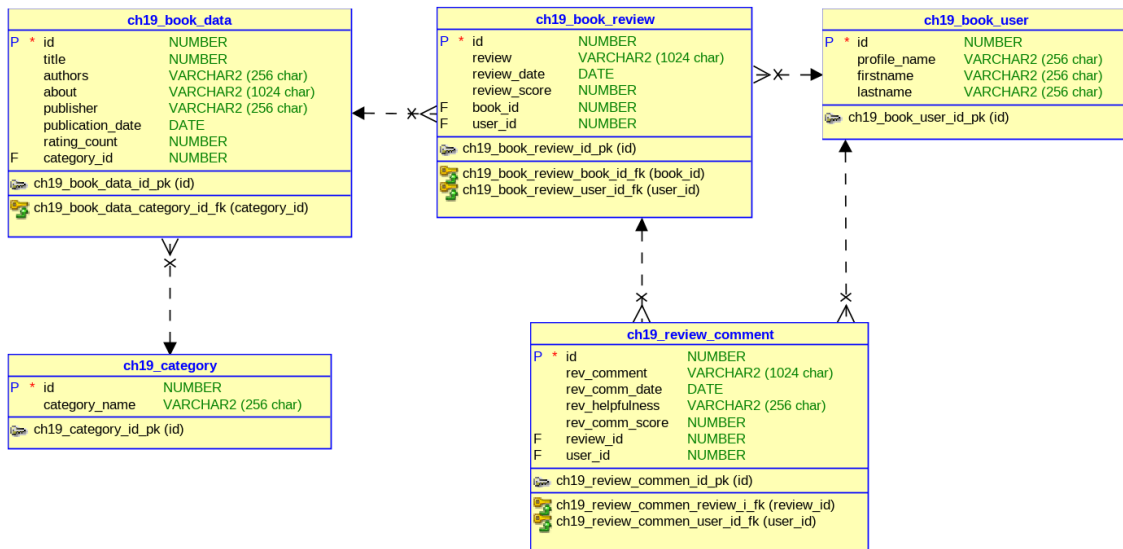 ch19_book_data
P * id NUMBER
title NUMBER
authors VARCHAR2 (256 char)
about VARCHAR2 (1024 char)
publisher VARCHAR2 (256 char)
publication_date DATE
rating_count NUMBER
F category_id NUMBER
ch19_book_data_id_pk (id)
ch19_book_data_category_id_fk (category_id)
ch19_book_review
P * id NUMBER
review VARCHAR2 (1024 char)
review_date DATE
review_score NUMBER
F book_id NUMBER
F user_id NUMBER
ch19_book_review_id_pk (id)
ch19_book_review_book_id_fk (book_id)
ch19_book_review_user_id_fk (user_id)
ch19_book_user
P * id NUMBER
profile_name VARCHAR2 (256 char)
firstname VARCHAR2 (256 char)
lastname VARCHAR2 (256 char)
ch19_book_user_id_pk (id)
ch19_category
P * id NUMBER
category_name VARCHAR2 (256 char)
ch19_category_id_pk (id)
ch19_review_comment
P * id NUMBER
rev_comment VARCHAR2 (1024 char)
rev_comm_date DATE
rev_helpfulness VARCHAR2 (256 char)
rev_comm_score NUMBER
F review_id NUMBER
F user_id NUMBER
ch19_review_commen_id_pk (id)
ch19_review_commen_review_i_fk (review_id)
ch19_review_commen_user_id_fk (user_id)